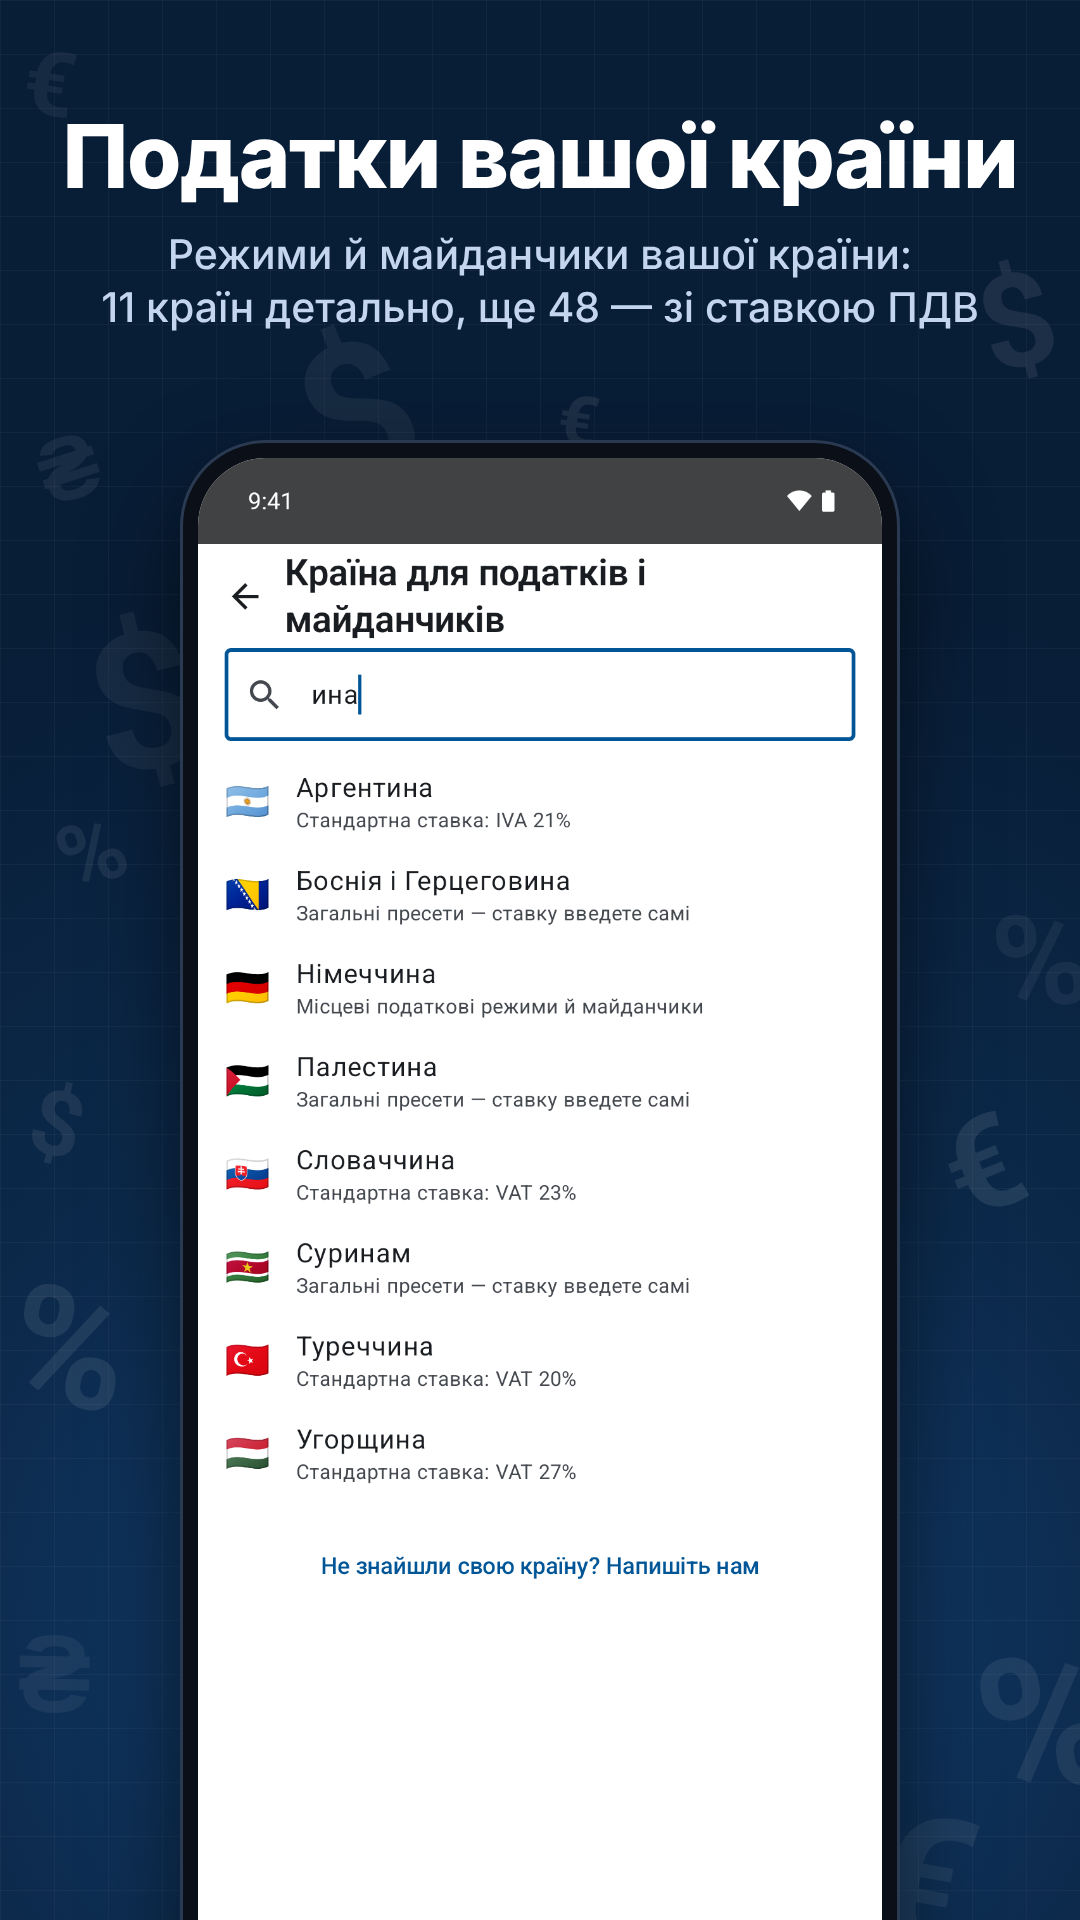 Податки вашої країни
Режими й майданчики вашої країни:
11 країн детально, ще 48 — зі ставкою ПДВ
9:41
Країна для податків і
майданчиків
ина
Аргентина
Стандартна ставка: IVA 21%
Боснія і Герцеговина
Загальні пресети — ставку введете самі
Німеччина
Місцеві податкові режими й майданчики
Палестина
Загальні пресети — ставку введете самі
Словаччина
Стандартна ставка: VAT 23%
Суринам
Загальні пресети — ставку введете самі
Туреччина
Стандартна ставка: VAT 20%
Угорщина
Стандартна ставка: VAT 27%
Не знайшли свою країну? Напишіть нам